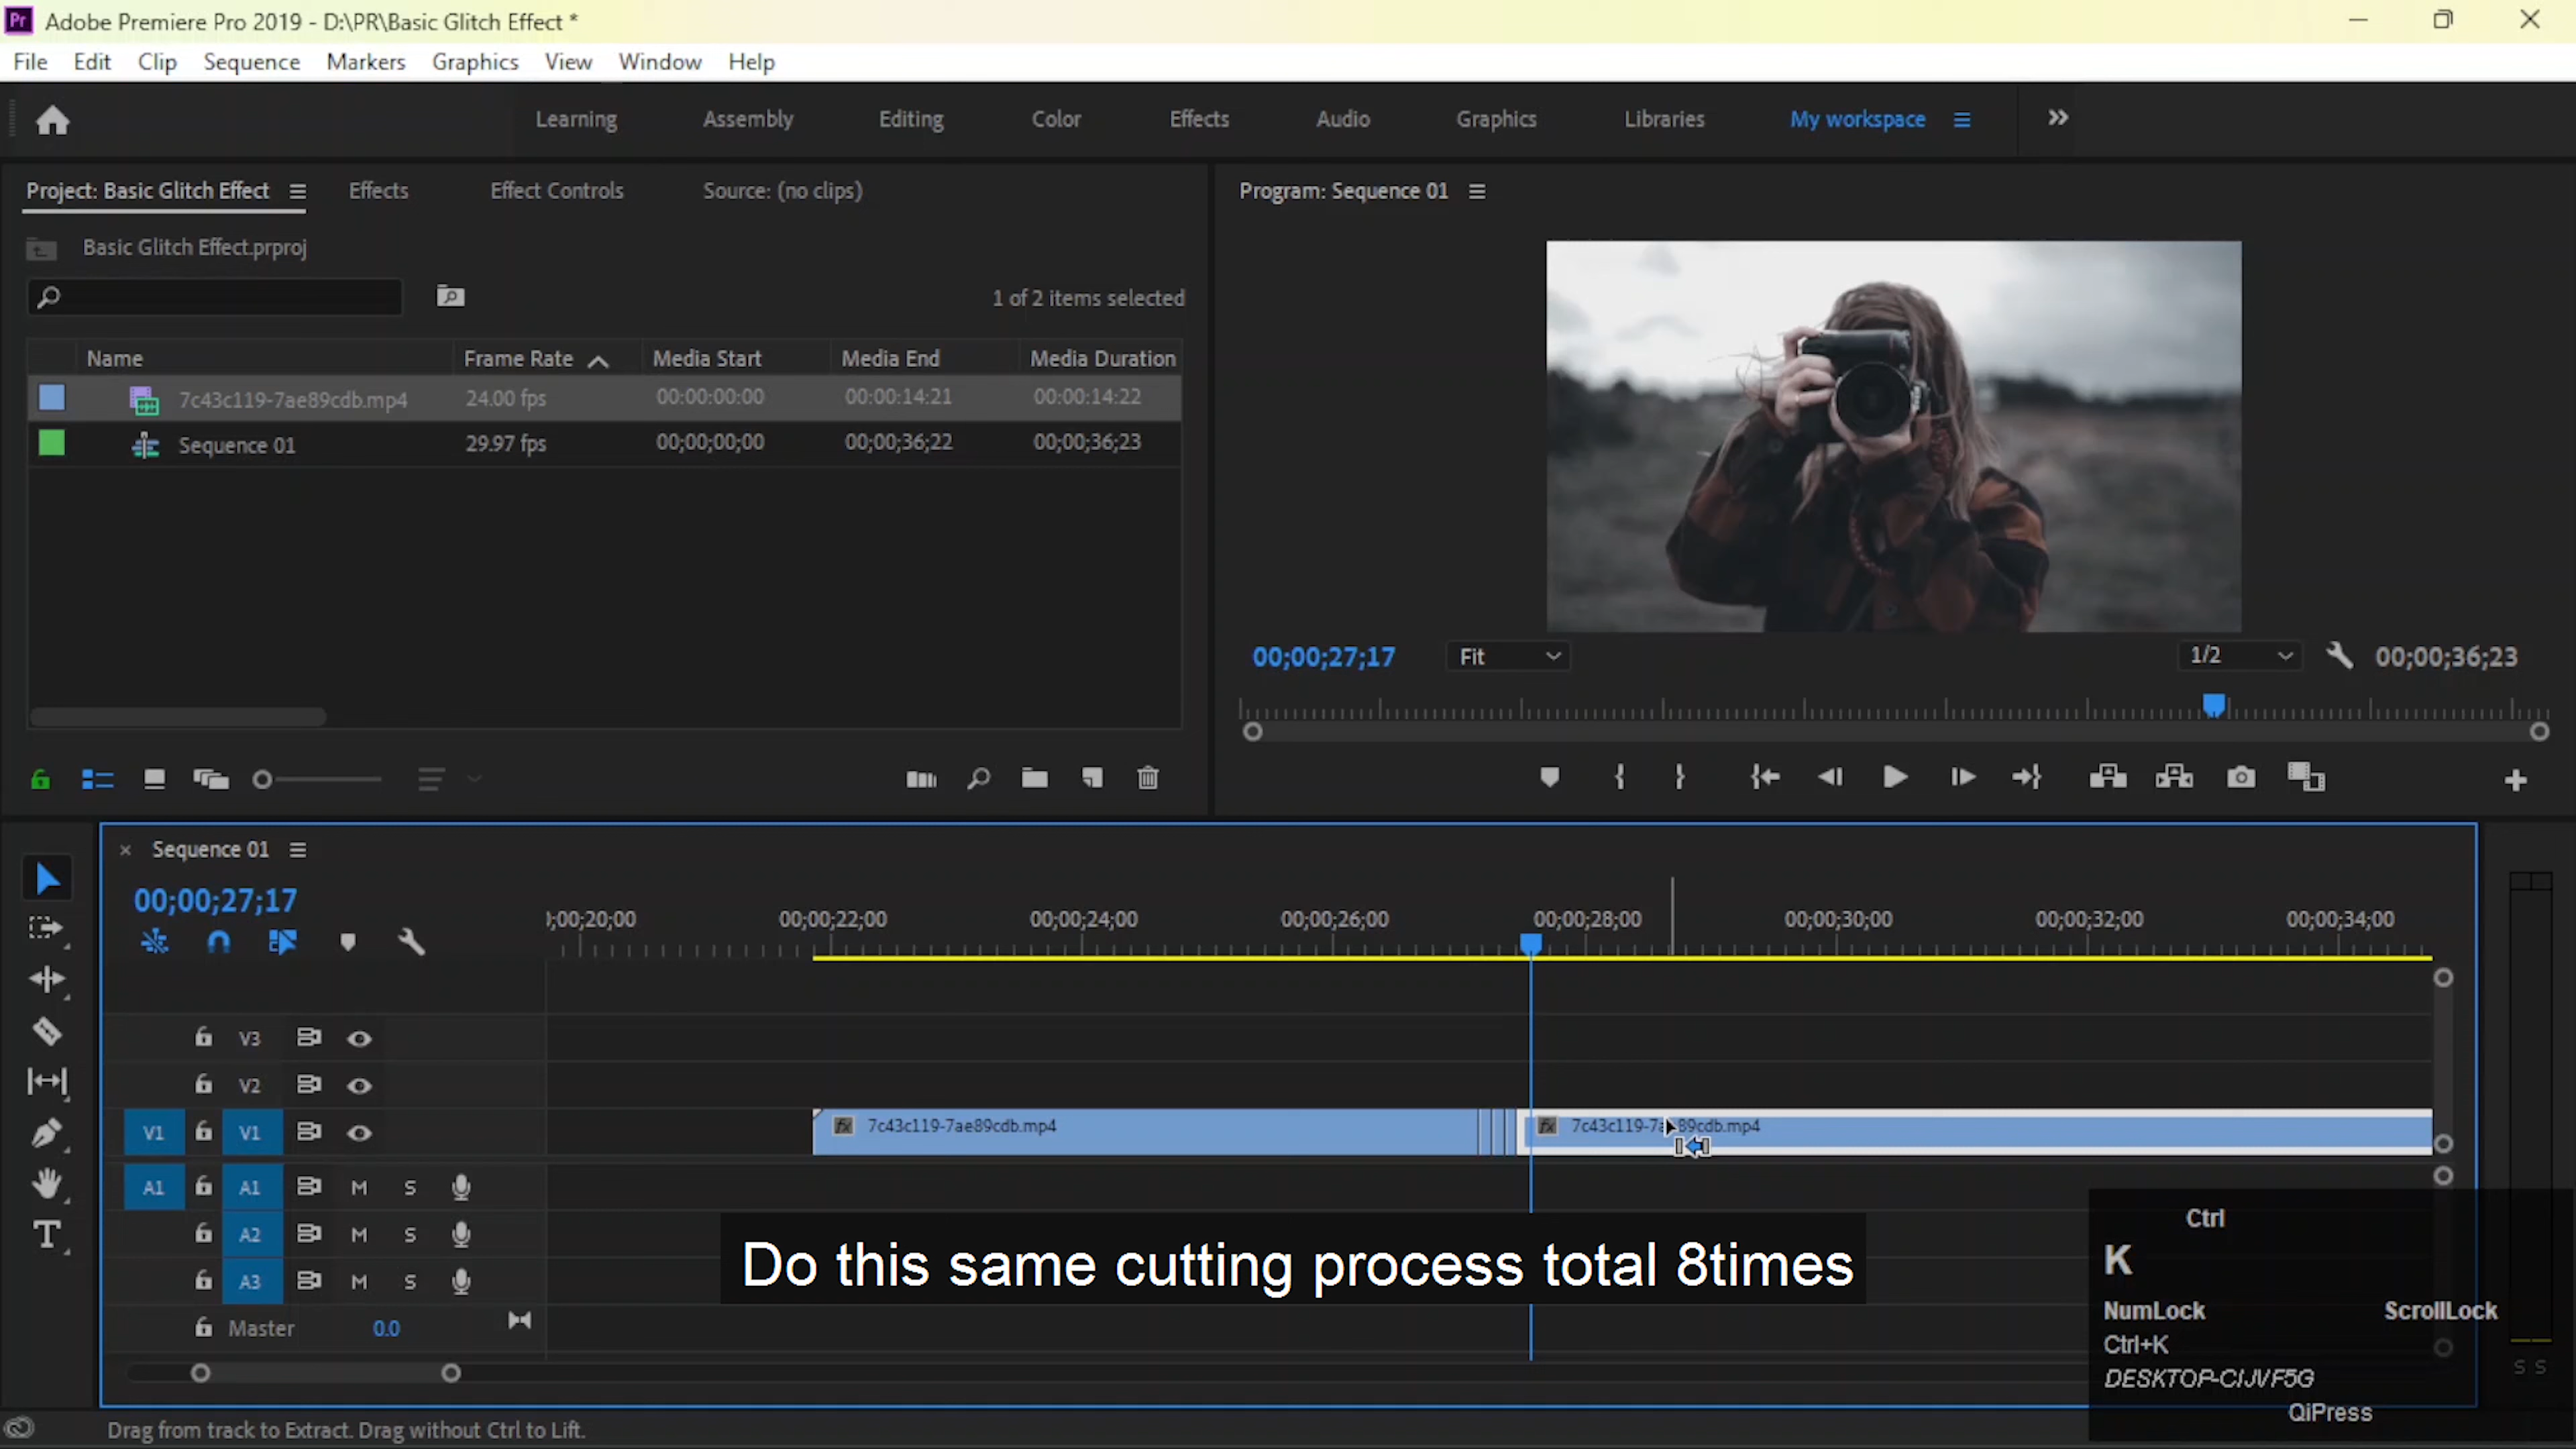 Pr Adobe Premiere Pro 2019 - D:\PR\Basic Glitch Effect *
File Edit Clip Sequence Markers Graphics View Window Help
Learning Assembly Editing Color Effects Audio Graphics Libraries My workspace
Project: Basic Glitch Effect Effects Effect Controls Source: (no clips)
Program: Sequence 01
Basic Glitch Effect.prproj
1 of 2 items selected
Name Frame Rate Media Start Media End Media Duration
7c43c119-7ae89cdb.mp4 24.00 fps 00:00:00:00 00:00:14:21 00:00:14:22
Sequence 01 29.97 fps 00;00;00;00 00;00;36;22 00;00;36;23
00;00;27;17 Fit 1/2 00;00;36;23
× Sequence 01
00;00;27;17
);00;20;00 00;00;22;00 00;00;24;00 00;00;26;00 00;00;28;00 00;00;30;00 00;00;32;00 00;00;34;00
V3
V2
V1 V1 fx 7c43c119-7ae89cdb.mp4 fx 7c43c119-7ae89cdb.mp4
A1 A1 M S
A2 M S
A3 M S
Master 0.0
Do this same cutting process total 8times
Ctrl
K
NumLock ScrollLock
Ctrl+K
DESKTOP-CIJVF5G
QiPress
S S
T
Drag from track to Extract. Drag without Ctrl to Lift.